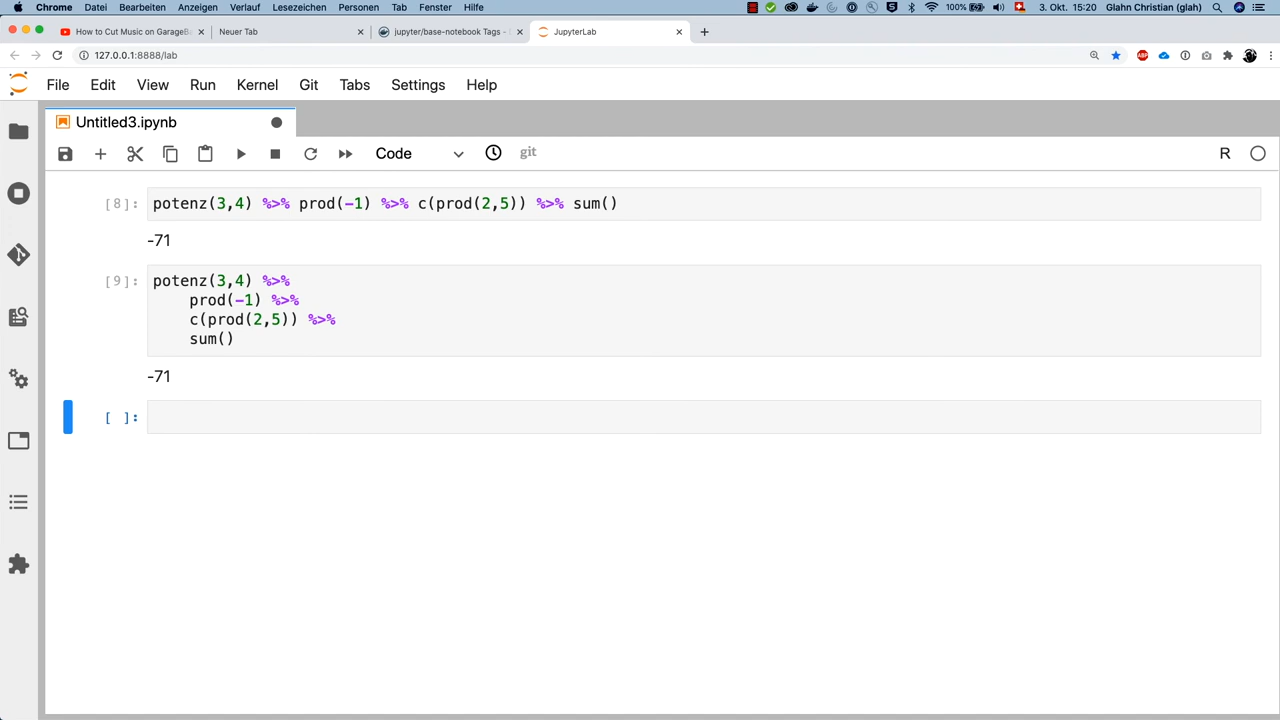 Chrome Datei Bearbeiten Anzeigen Verlauf Lesezeichen Personen Tab Fenster Hilfe 100% 3. Okt. 15:20 Glahn Christian (glah)
How to Cut Music on GarageB Neuer Tab jupyter/base-notebook Tags - JupyterLab
127.0.0.1:8888/lab ABP
File Edit View Run Kernel Git Tabs Settings Help
Untitled3.ipynb
Code git R
[8]: potenz(3,4) %>% prod(-1) %>% c(prod(2,5)) %>% sum()
-71
[9]: potenz(3,4) %>%
prod(-1) %>%
c(prod(2,5)) %>%
sum()
-71
[ ]: